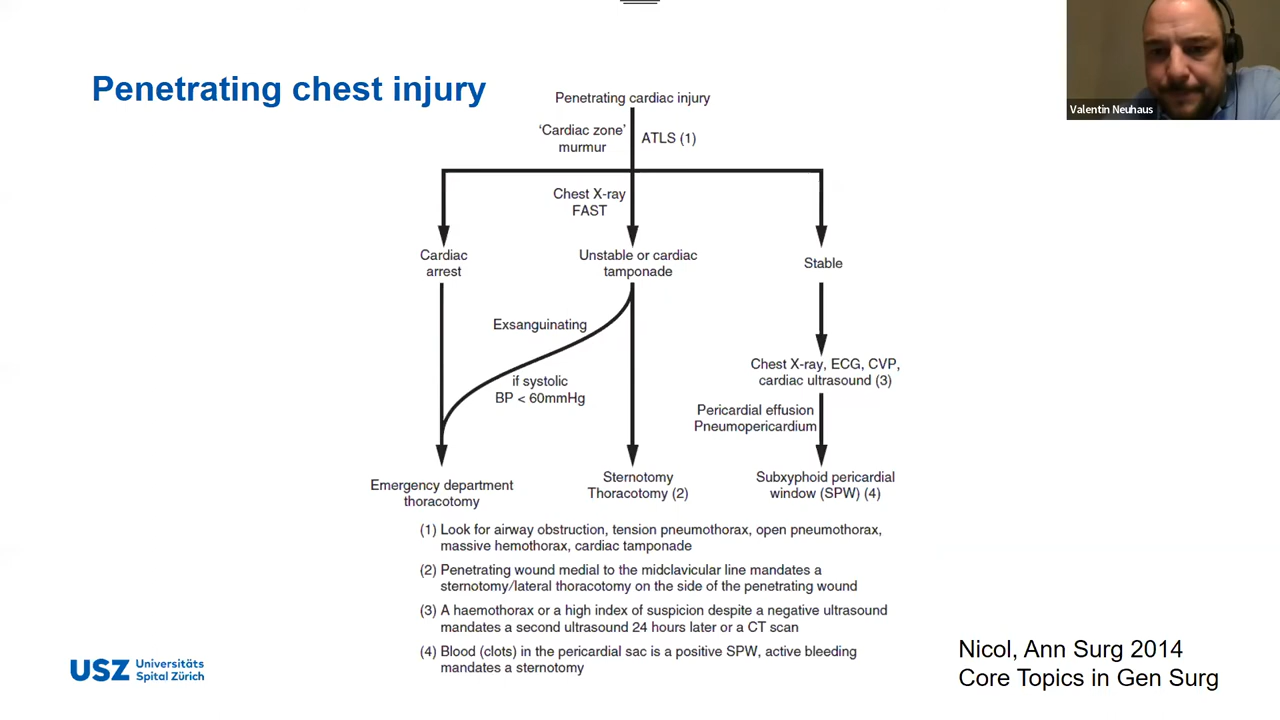 Penetrating chest injury
Valentin Neuhaus
Penetrating cardiac injury
‘Cardiac zone’
murmur
ATLS (1)
Chest X-ray
FAST
Cardiac
arrest
Unstable or cardiac
tamponade
Stable
Exsanguinating
if systolic
BP < 60mmHg
Chest X-ray, ECG, CVP,
cardiac ultrasound (3)
Pericardial effusion
Pneumopericardium
Emergency department
thoracotomy
Sternotomy
Thoracotomy (2)
Subxyphoid pericardial
window (SPW) (4)
(1) Look for airway obstruction, tension pneumothorax, open pneumothorax,
massive hemothorax, cardiac tamponade
(2) Penetrating wound medial to the midclavicular line mandates a
sternotomy/lateral thoracotomy on the side of the penetrating wound
(3) A haemothorax or a high index of suspicion despite a negative ultrasound
mandates a second ultrasound 24 hours later or a CT scan
(4) Blood (clots) in the pericardial sac is a positive SPW, active bleeding
mandates a sternotomy
USZ Universitäts
Spital Zürich
Nicol, Ann Surg 2014
Core Topics in Gen Surg